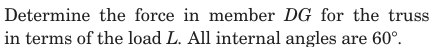 Determine the force in member DG for the truss
in terms of the load L. All internal angles are 60°.